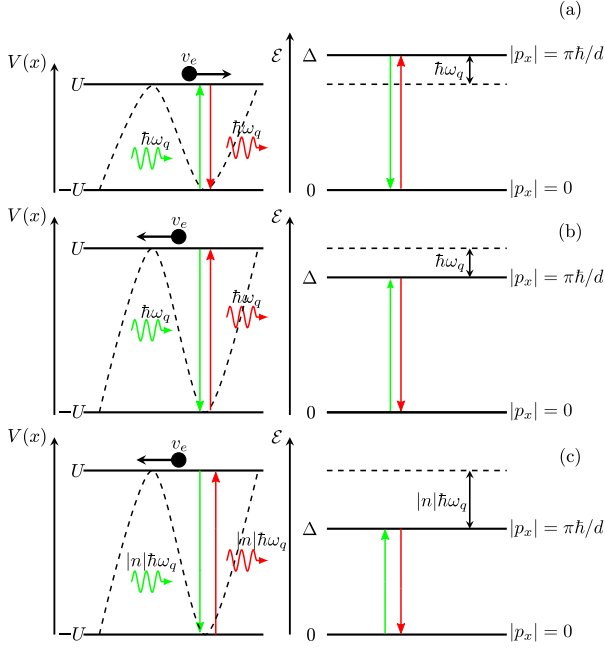 (a)
V(x)
v_e
ℰ
U
Δ
|p_x| = πħ/d
ħω_q
ħω_q
ħω_q
−U
0
|p_x| = 0
V(x)
v_e
ℰ
(b)
U
ħω_q
Δ
|p_x| = πħ/d
ħω_q
ħω_q
−U
0
|p_x| = 0
V(x)
v_e
ℰ
(c)
U
|n|ħω_q
Δ
|p_x| = πħ/d
|n|ħω_q
|n|ħω_q
−U
0
|p_x| = 0